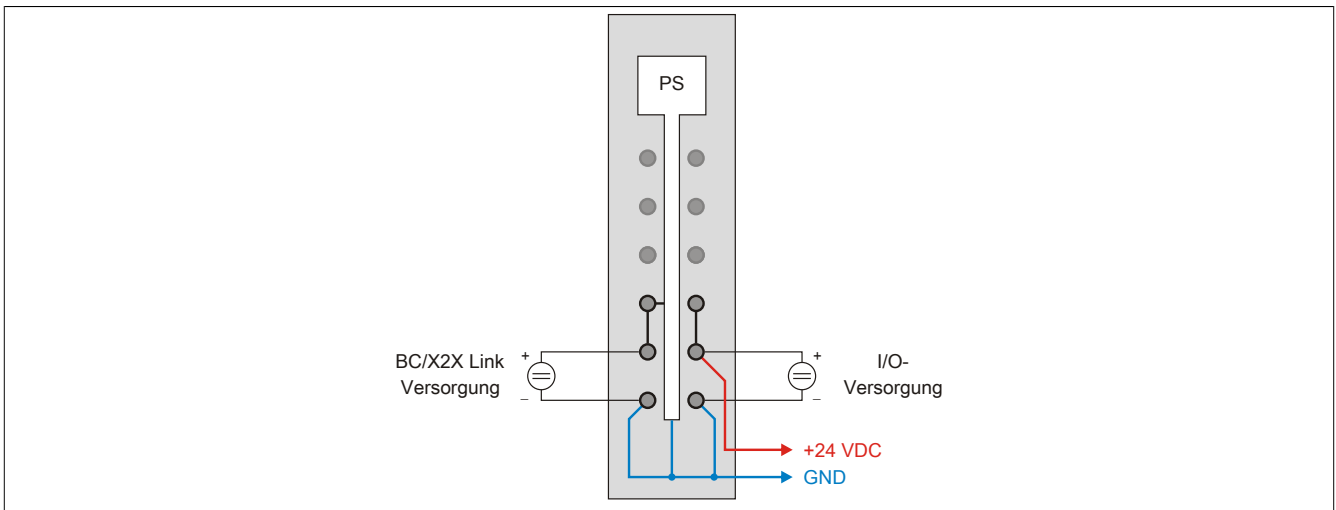 PS
BC/X2X Link
Versorgung
+
–
+
–
I/O-
Versorgung
+24 VDC
GND